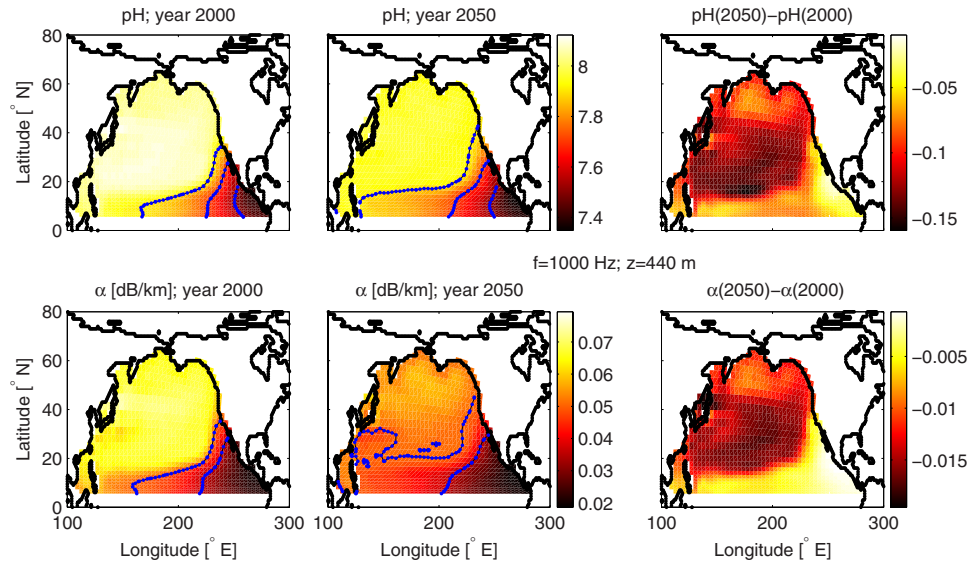 pH; year 2000
pH; year 2050
pH(2050)−pH(2000)
80
60
40
20
0
Latitude [° N]
8
7.8
7.6
7.4
−0.05
−0.1
−0.15
f=1000 Hz; z=440 m
α [dB/km]; year 2000
α [dB/km]; year 2050
α(2050)−α(2000)
80
60
40
20
0
Latitude [° N]
0.07
0.06
0.05
0.04
0.03
0.02
−0.005
−0.01
−0.015
100 200 300
100 200 300
100 200 300
Longitude [° E]
Longitude [° E]
Longitude [° E]